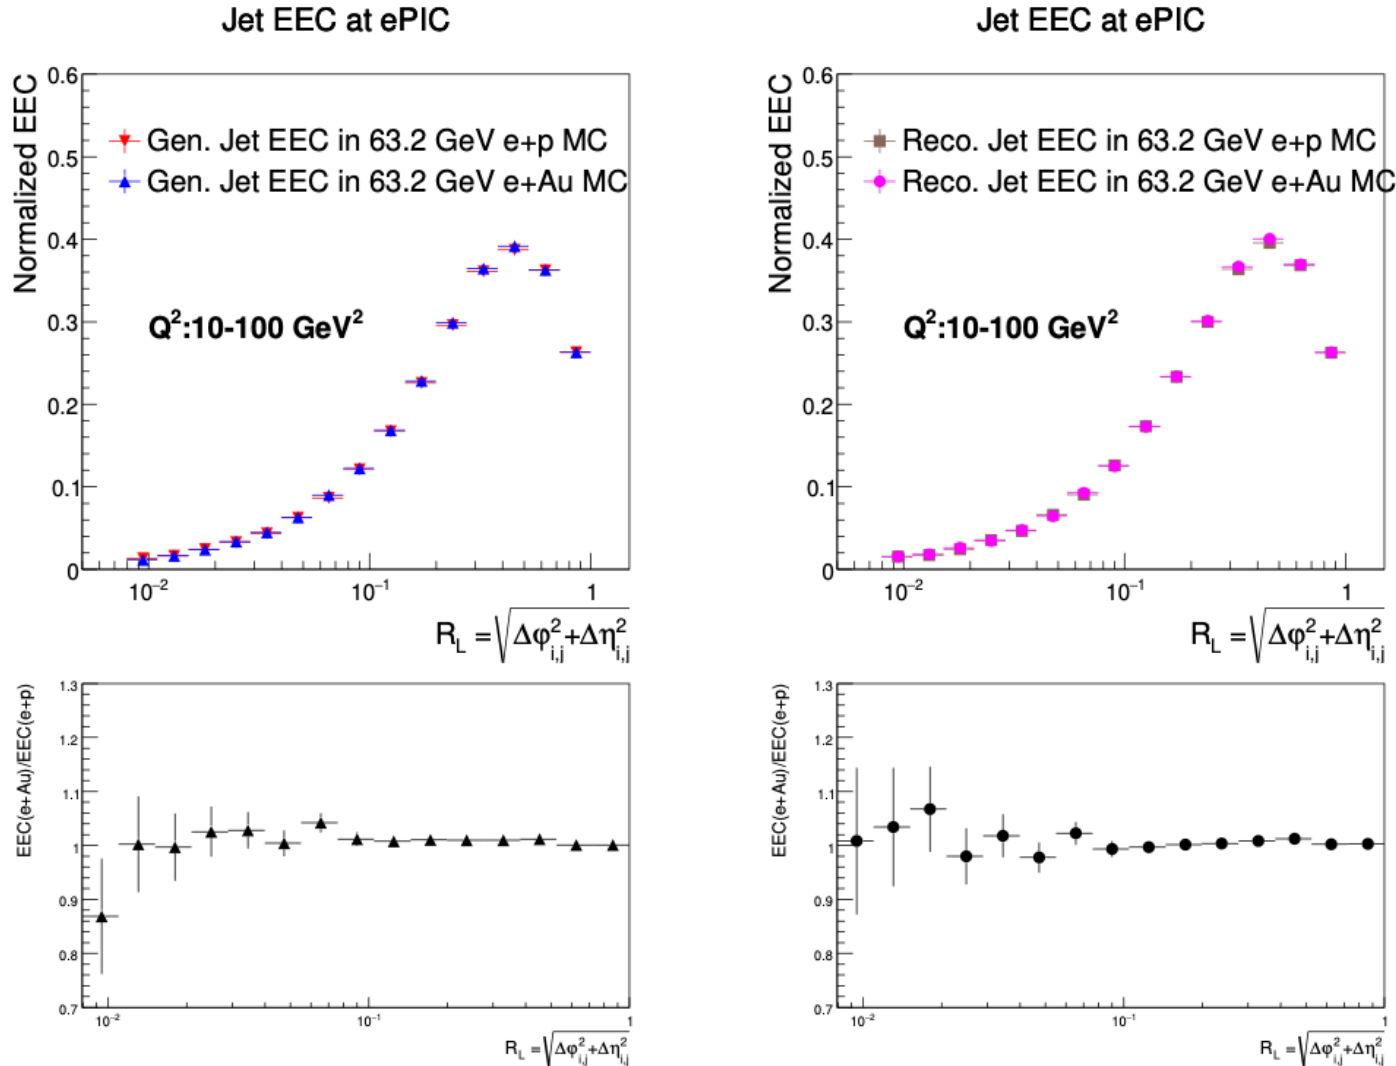 Jet EEC at ePIC
Normalized EEC
0.6
0.5
0.4
0.3
0.2
0.1
0
Gen. Jet EEC in 63.2 GeV e+p MC
Gen. Jet EEC in 63.2 GeV e+Au MC
Q²:10-100 GeV²
10⁻²
10⁻¹
1
R_L = √Δφ²_i,j+Δη²_i,j
Jet EEC at ePIC
Normalized EEC
0.6
0.5
0.4
0.3
0.2
0.1
0
Reco. Jet EEC in 63.2 GeV e+p MC
Reco. Jet EEC in 63.2 GeV e+Au MC
Q²:10-100 GeV²
10⁻²
10⁻¹
1
R_L = √Δφ²_i,j+Δη²_i,j
EEC(e+Au)/EEC(e+p)
1.3
1.2
1.1
1
0.9
0.8
0.7
10⁻²
10⁻¹
1
R_L = √Δφ²_i,j+Δη²_i,j
EEC(e+Au)/EEC(e+p)
1.3
1.2
1.1
1
0.9
0.8
0.7
10⁻²
10⁻¹
1
R_L = √Δφ²_i,j+Δη²_i,j